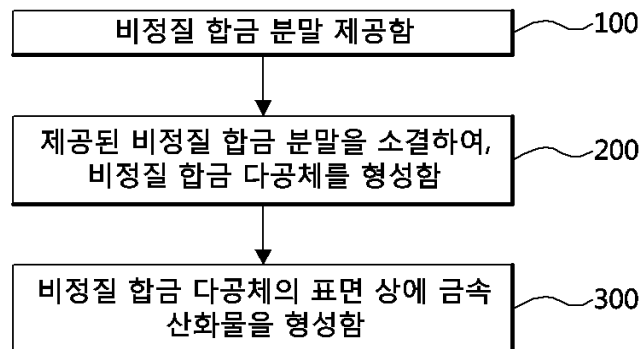 비정질 합금 분말 제공함
100
제공된 비정질 합금 분말을 소결하여,
비정질 합금 다공체를 형성함
200
비정질 합금 다공체의 표면 상에 금속
산화물을 형성함
300